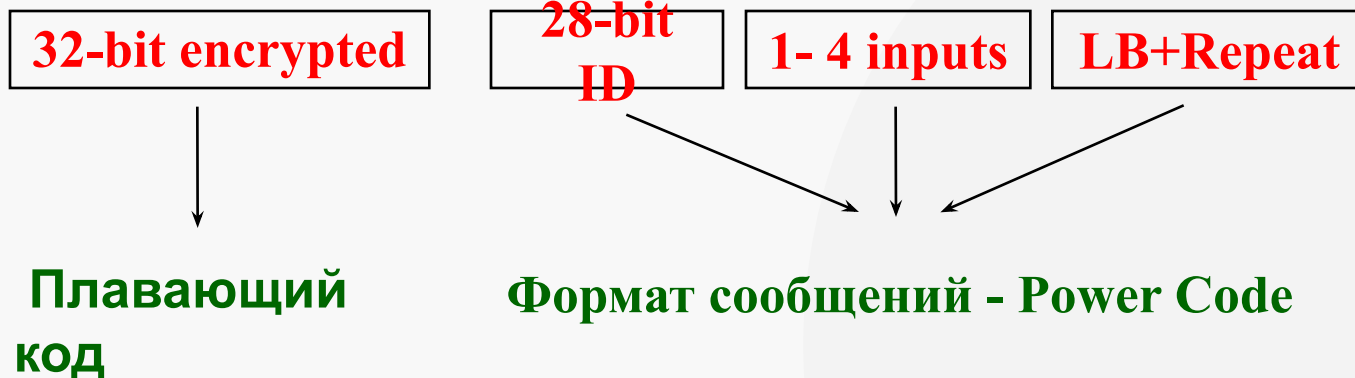 32-bit encrypted
28-bit
ID
1- 4 inputs
LB+Repeat
Плавающий
код
Формат сообщений - Power Code